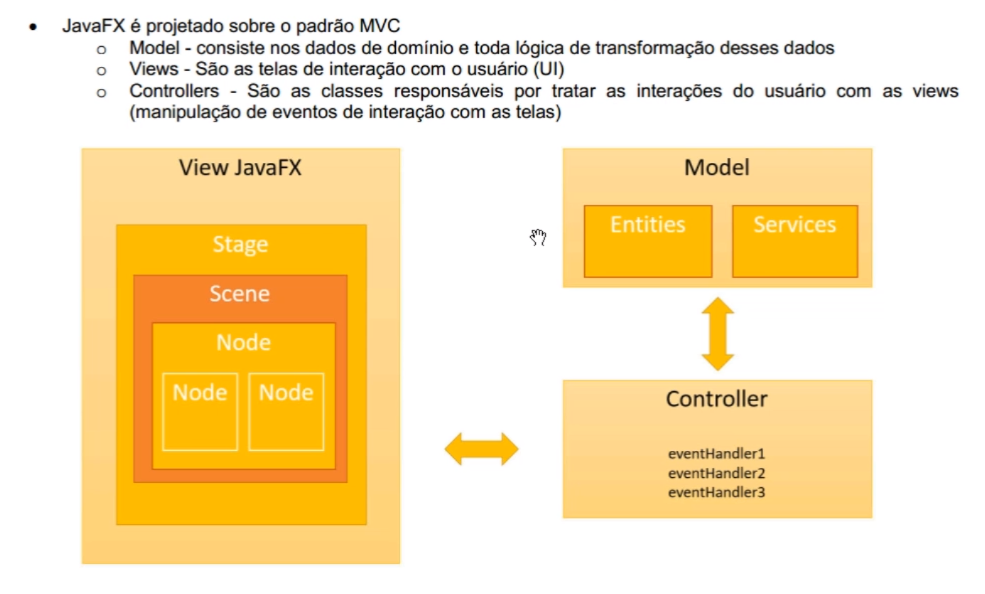 • JavaFX é projetado sobre o padrão MVC
o Model - consiste nos dados de domínio e toda lógica de transformação desses dados
o Views - São as telas de interação com o usuário (UI)
o Controllers - São as classes responsáveis por tratar as interações do usuário com as views
(manipulação de eventos de interação com as telas)
View JavaFX
Stage
Scene
Node
Node Node
Model
Entities Services
Controller
eventHandler1
eventHandler2
eventHandler3